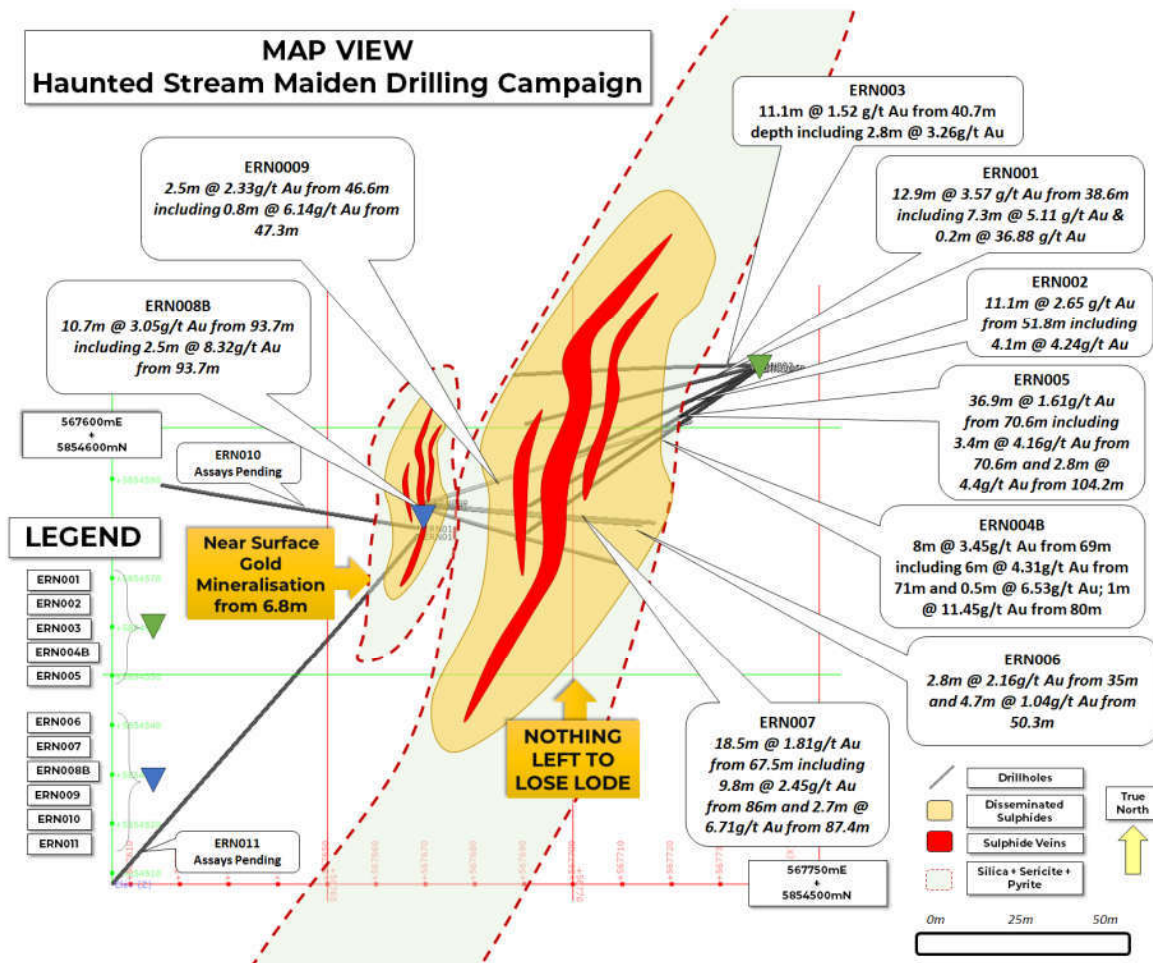 MAP VIEW
Haunted Stream Maiden Drilling Campaign
ERN003
11.1m @ 1.52 g/t Au from 40.7m
depth including 2.8m @ 3.26g/t Au
ERN0009
2.5m @ 2.33g/t Au from 46.6m
including 0.8m @ 6.14g/t Au from
47.3m
ERN001
12.9m @ 3.57 g/t Au from 38.6m
including 7.3m @ 5.11 g/t Au &
0.2m @ 36.88 g/t Au
ERN008B
10.7m @ 3.05g/t Au from 93.7m
including 2.5m @ 8.32g/t Au
from 93.7m
ERN002
11.1m @ 2.65 g/t Au
from 51.8m including
4.1m @ 4.24g/t Au
ERN005
36.9m @ 1.61g/t Au
from 70.6m including
3.4m @ 4.16g/t Au from
70.6m and 2.8m @
4.4g/t Au from 104.2m
567600mE
+
5854600mN
ERN010
Assays Pending
LEGEND
Near Surface
Gold
Mineralisation
from 6.8m
ERN004B
8m @ 3.45g/t Au from 69m
including 6m @ 4.31g/t Au from
71m and 0.5m @ 6.53g/t Au; 1m
@ 11.45g/t Au from 80m
ERN001
ERN002
ERN003
ERN004B
ERN005
ERN006
2.8m @ 2.16g/t Au from 35m
and 4.7m @ 1.04g/t Au from
50.3m
ERN007
18.5m @ 1.81g/t Au
from 67.5m including
9.8m @ 2.45g/t Au
from 86m and 2.7m @
6.71g/t Au from 87.4m
NOTHING
LEFT TO
LOSE LODE
ERN006
ERN007
ERN008B
ERN009
ERN010
ERN011
ERN011
Assays Pending
Drillholes
Disseminated
Sulphides
Sulphide Veins
Silica + Sericite +
Pyrite
True
North
567750mE
+
5854500mN
+567660
+567670
+567680
+567690
+567710
+567720
0m 25m 50m